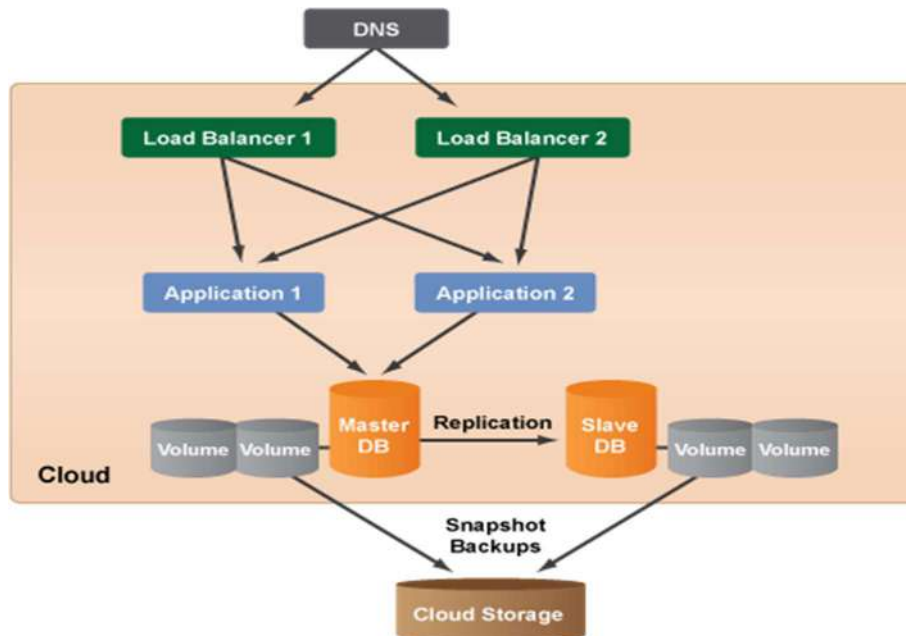 DNS
Load Balancer 1
Load Balancer 2
Application 1
Application 2
Master
DB
Replication
Slave
DB
Volume
Volume
Volume
Volume
Cloud
Snapshot
Backups
Cloud Storage